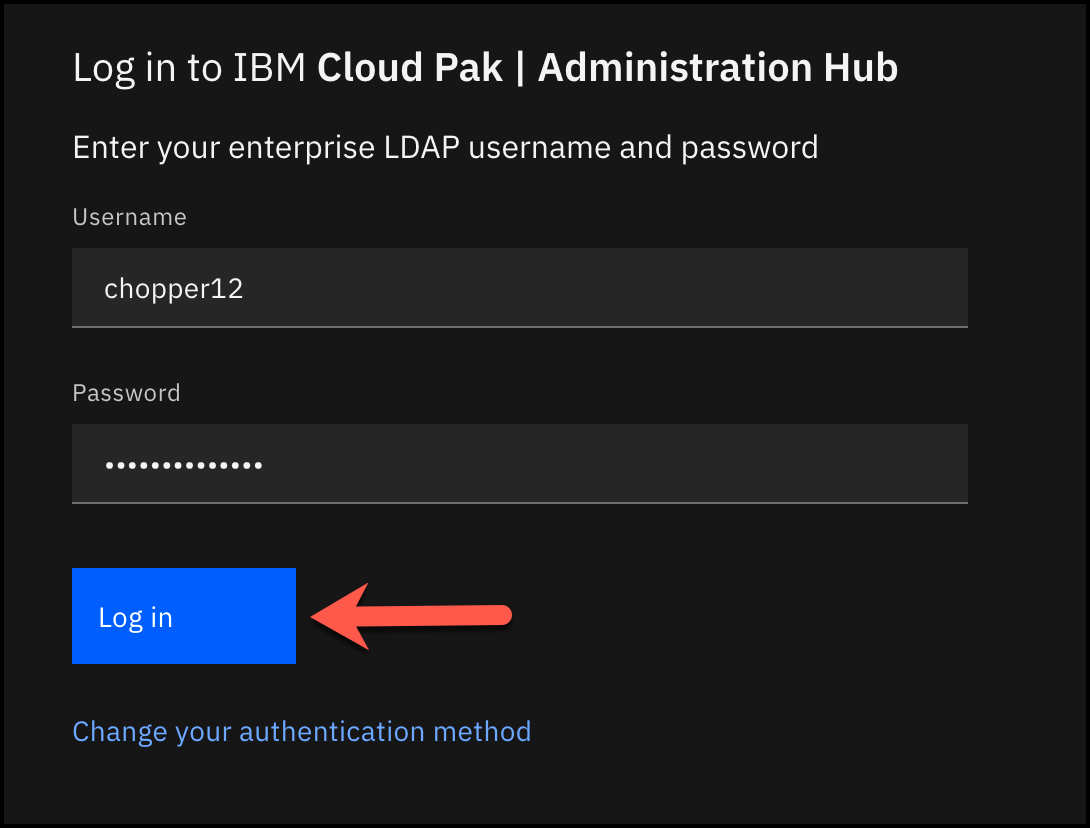 Log in to IBM Cloud Pak | Administration Hub
Enter your enterprise LDAP username and password
Username
chopper12
Password
••••••••••••••
Log in
Change your authentication method